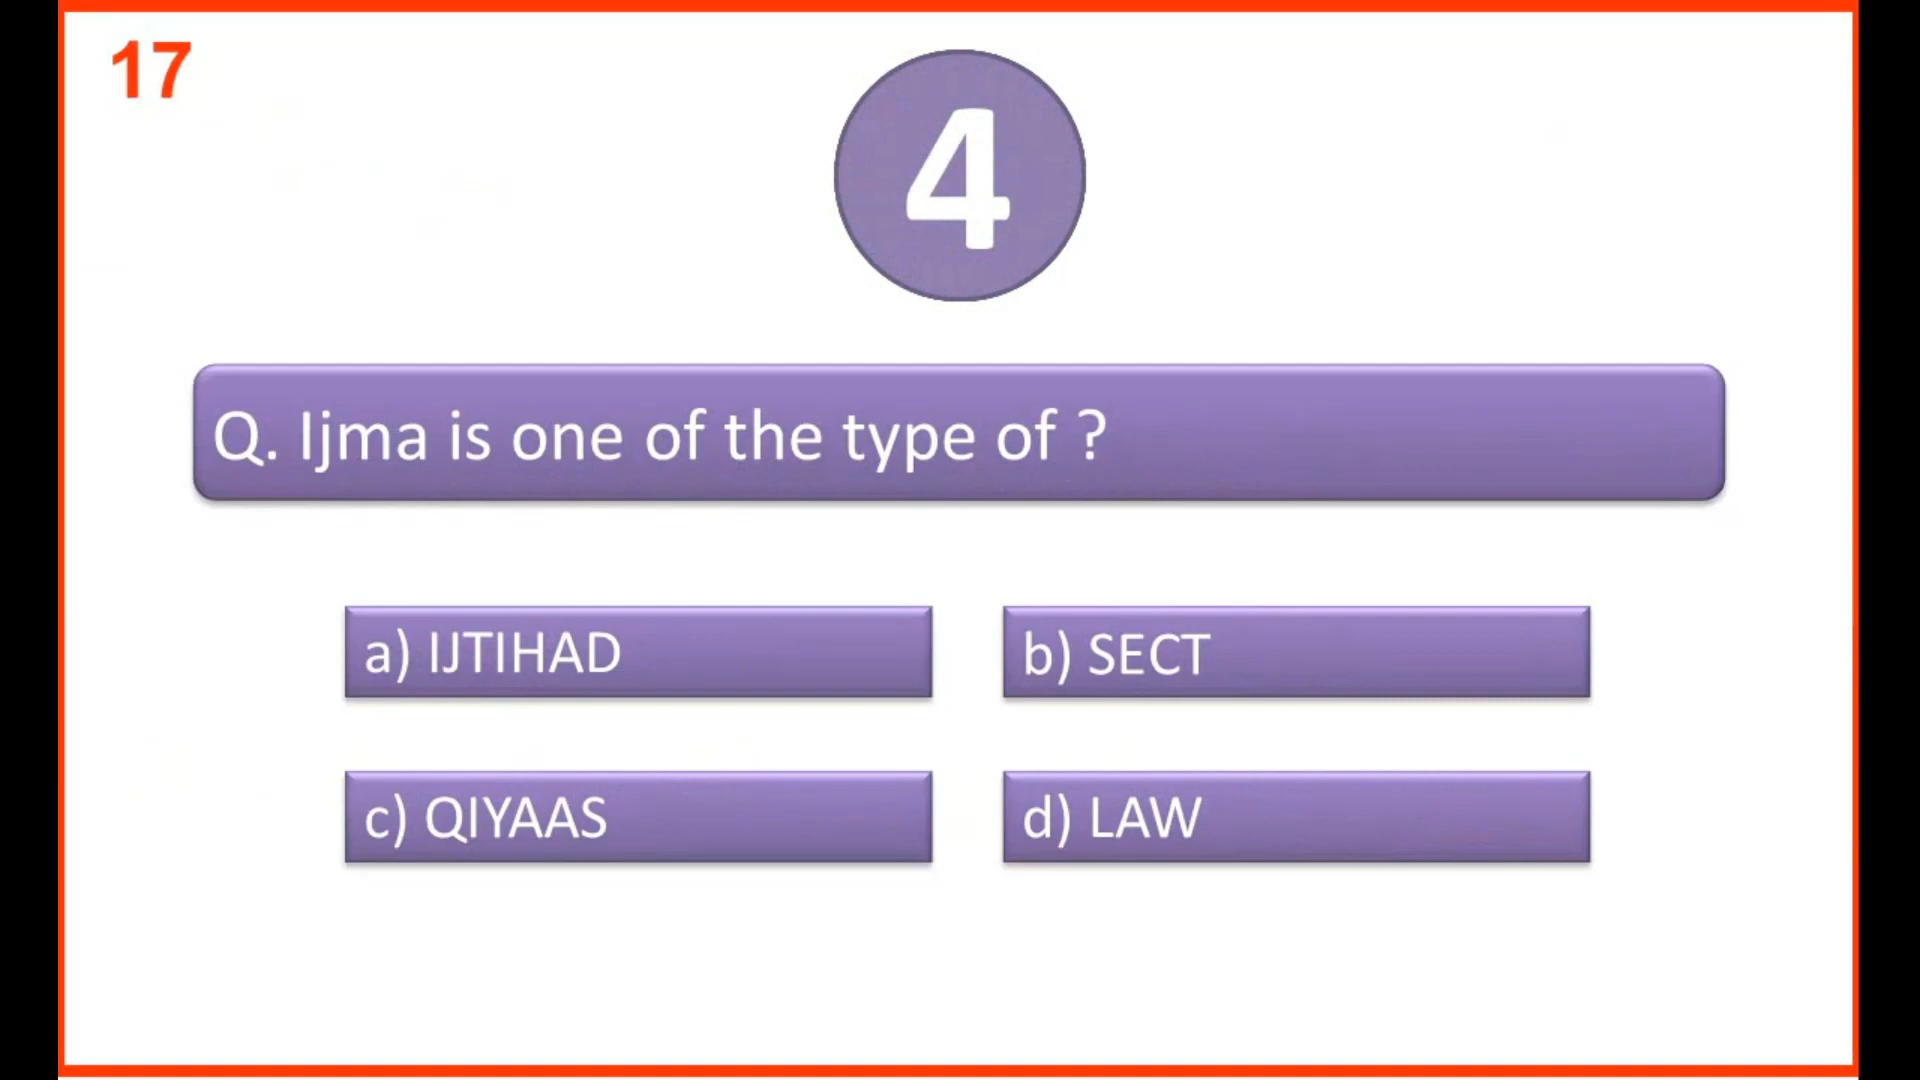 17
4
Q. Ijma is one of the type of ?
a) IJTIHAD
b) SECT
c) QIYAAS
d) LAW